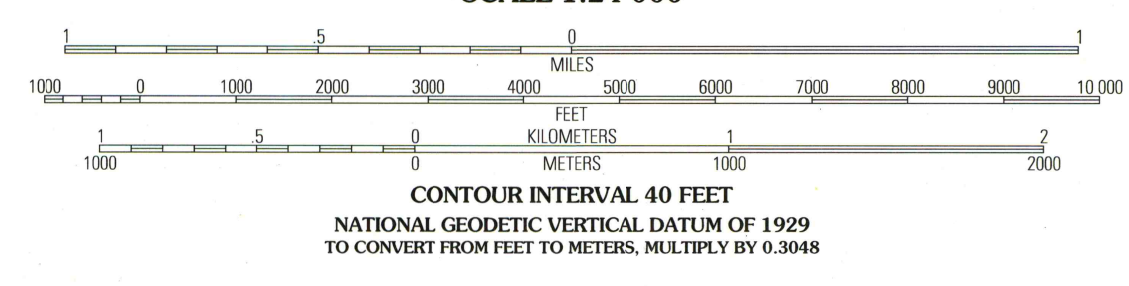 1 .5 0 1
MILES
1000 0 1000 2000 3000 4000 5000 6000 7000 8000 9000 10 000
FEET
1 .5 0 KILOMETERS 1 2
1000 0 METERS 1000 2000
CONTOUR INTERVAL 40 FEET
NATIONAL GEODETIC VERTICAL DATUM OF 1929
TO CONVERT FROM FEET TO METERS, MULTIPLY BY 0.3048